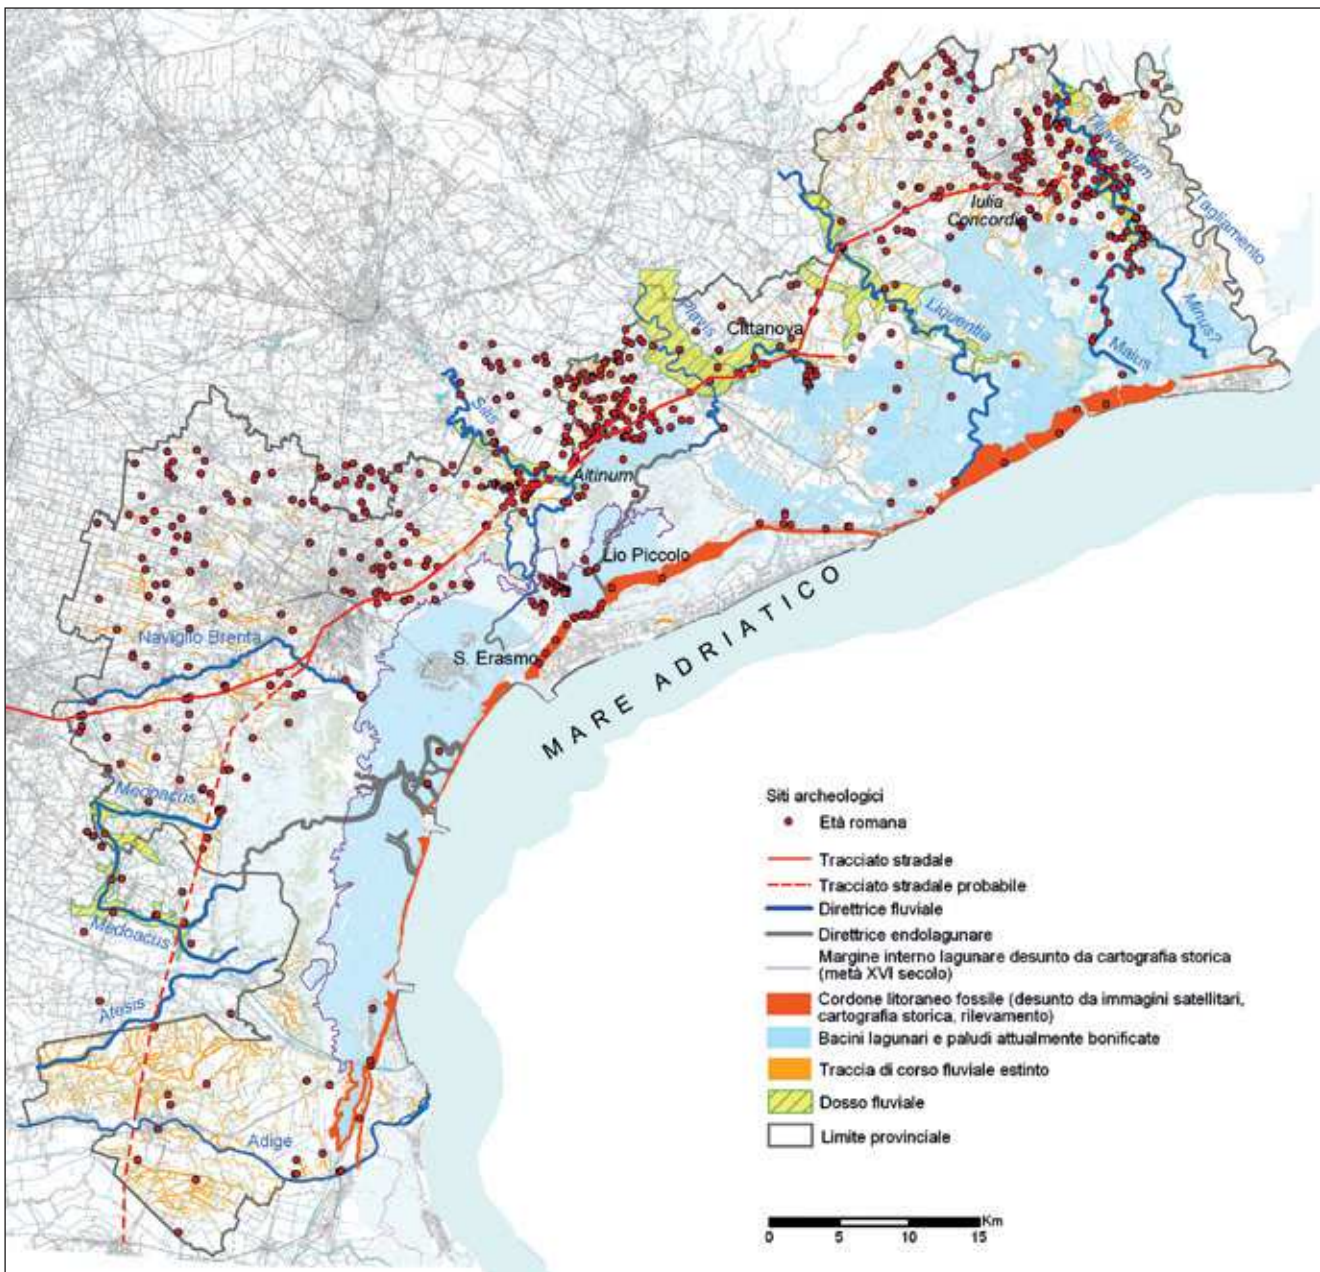 Tiliaventum
Tagliamento
Iulia
Concordia
Minus?
Maius
Liquentia
Plavis
Cittanova
Silis
Altinum
Lio Piccolo
S. Erasmo
MARE ADRIATICO
Naviglio Brenta
Medoacus
Medoacus
Atesis
Adige
Siti archeologici
Età romana
Tracciato stradale
Tracciato stradale probabile
Direttrice fluviale
Direttrice endolagunare
Margine interno lagunare desunto da cartografia storica
(metà XVI secolo)
Cordone litoraneo fossile (desunto da immagini satellitari,
cartografia storica, rilevamento)
Bacini lagunari e paludi attualmente bonificate
Traccia di corso fluviale estinto
Dosso fluviale
Limite provinciale
Km
0 5 10 15